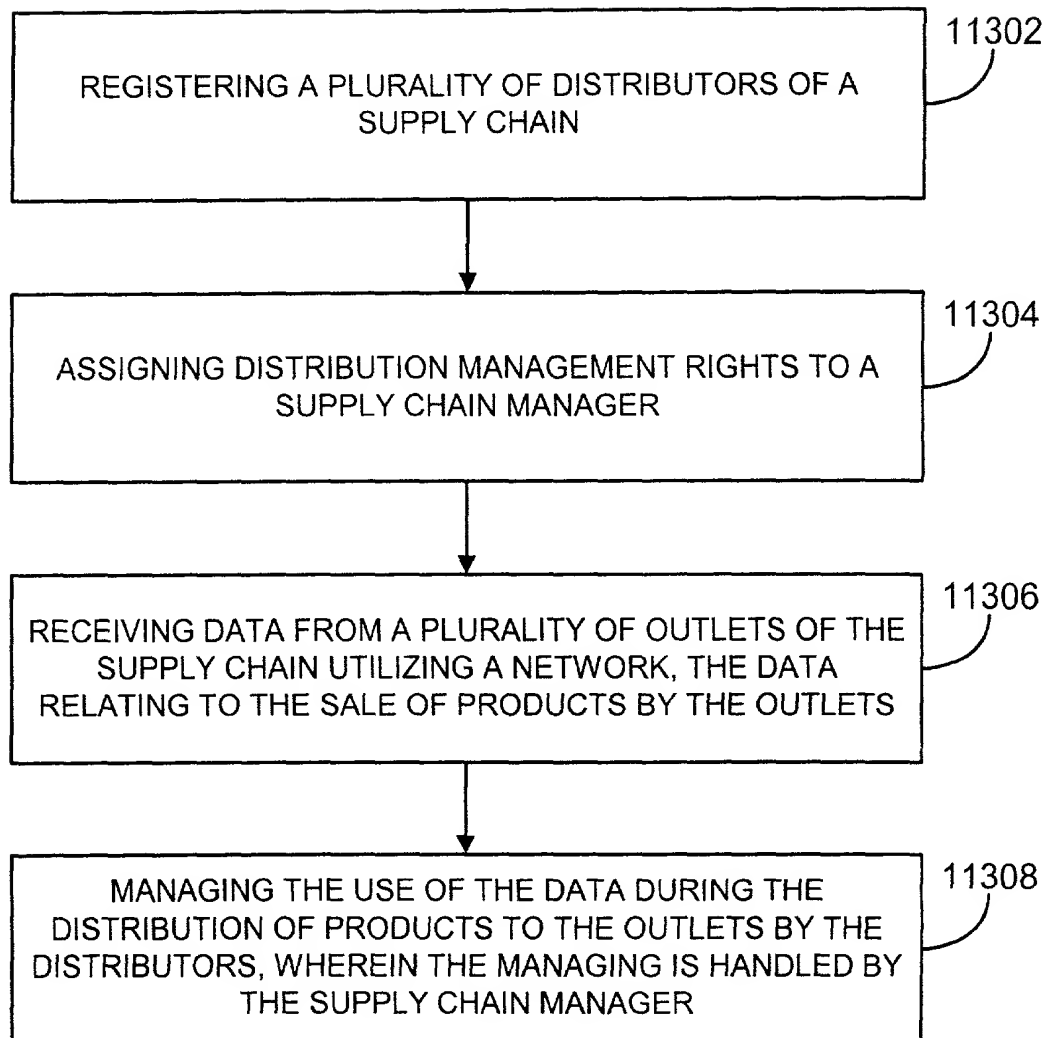 11302
REGISTERING A PLURALITY OF DISTRIBUTORS OF A
SUPPLY CHAIN
11304
ASSIGNING DISTRIBUTION MANAGEMENT RIGHTS TO A
SUPPLY CHAIN MANAGER
11306
RECEIVING DATA FROM A PLURALITY OF OUTLETS OF THE
SUPPLY CHAIN UTILIZING A NETWORK, THE DATA
RELATING TO THE SALE OF PRODUCTS BY THE OUTLETS
11308
MANAGING THE USE OF THE DATA DURING THE
DISTRIBUTION OF PRODUCTS TO THE OUTLETS BY THE
DISTRIBUTORS, WHEREIN THE MANAGING IS HANDLED BY
THE SUPPLY CHAIN MANAGER